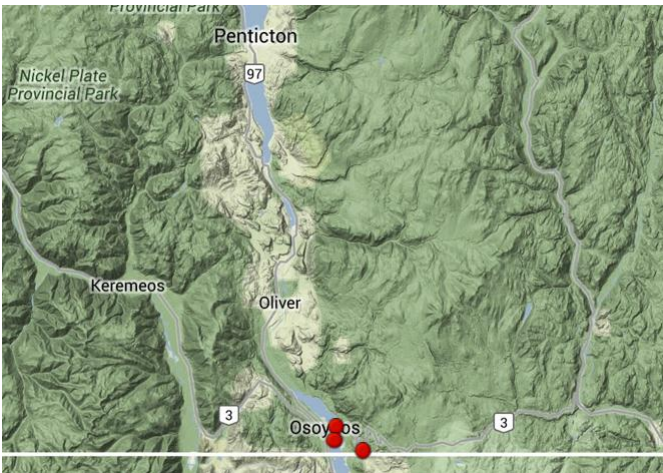 Provincial Park
Penticton
97
Nickel Plate
Provincial Park
Keremeos
Oliver
3
3